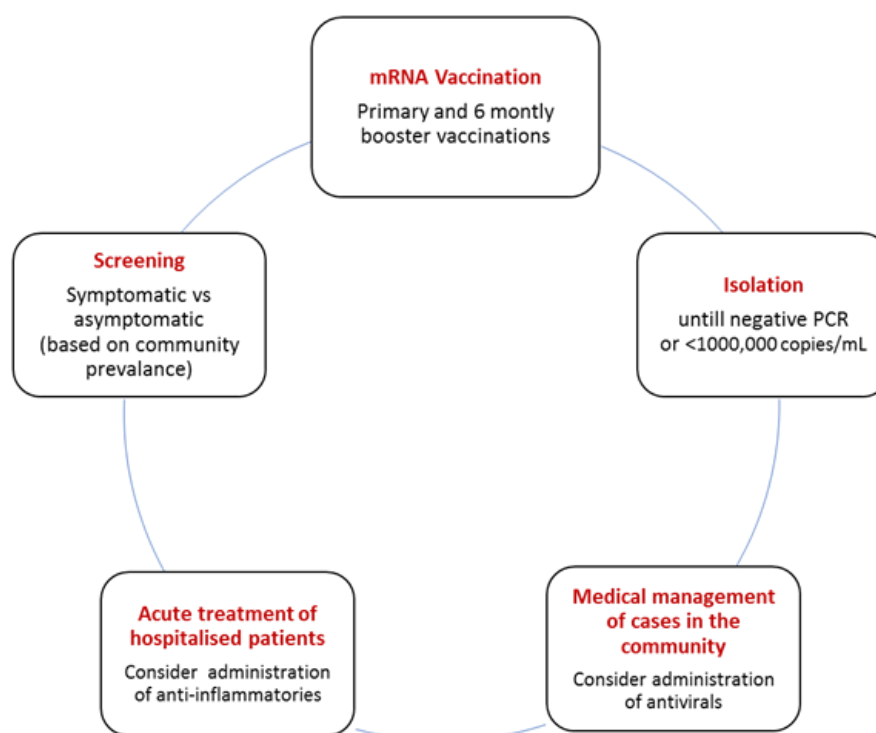 mRNA Vaccination
Primary and 6 montly
booster vaccinations
Screening
Symptomatic vs
asymptomatic
(based on community
prevalance)
Isolation
untill negative PCR
or <1000,000 copies/mL
Acute treatment of
hospitalised patients
Consider administration
of anti-inflammatories
Medical management
of cases in the
community
Consider administration
of antivirals